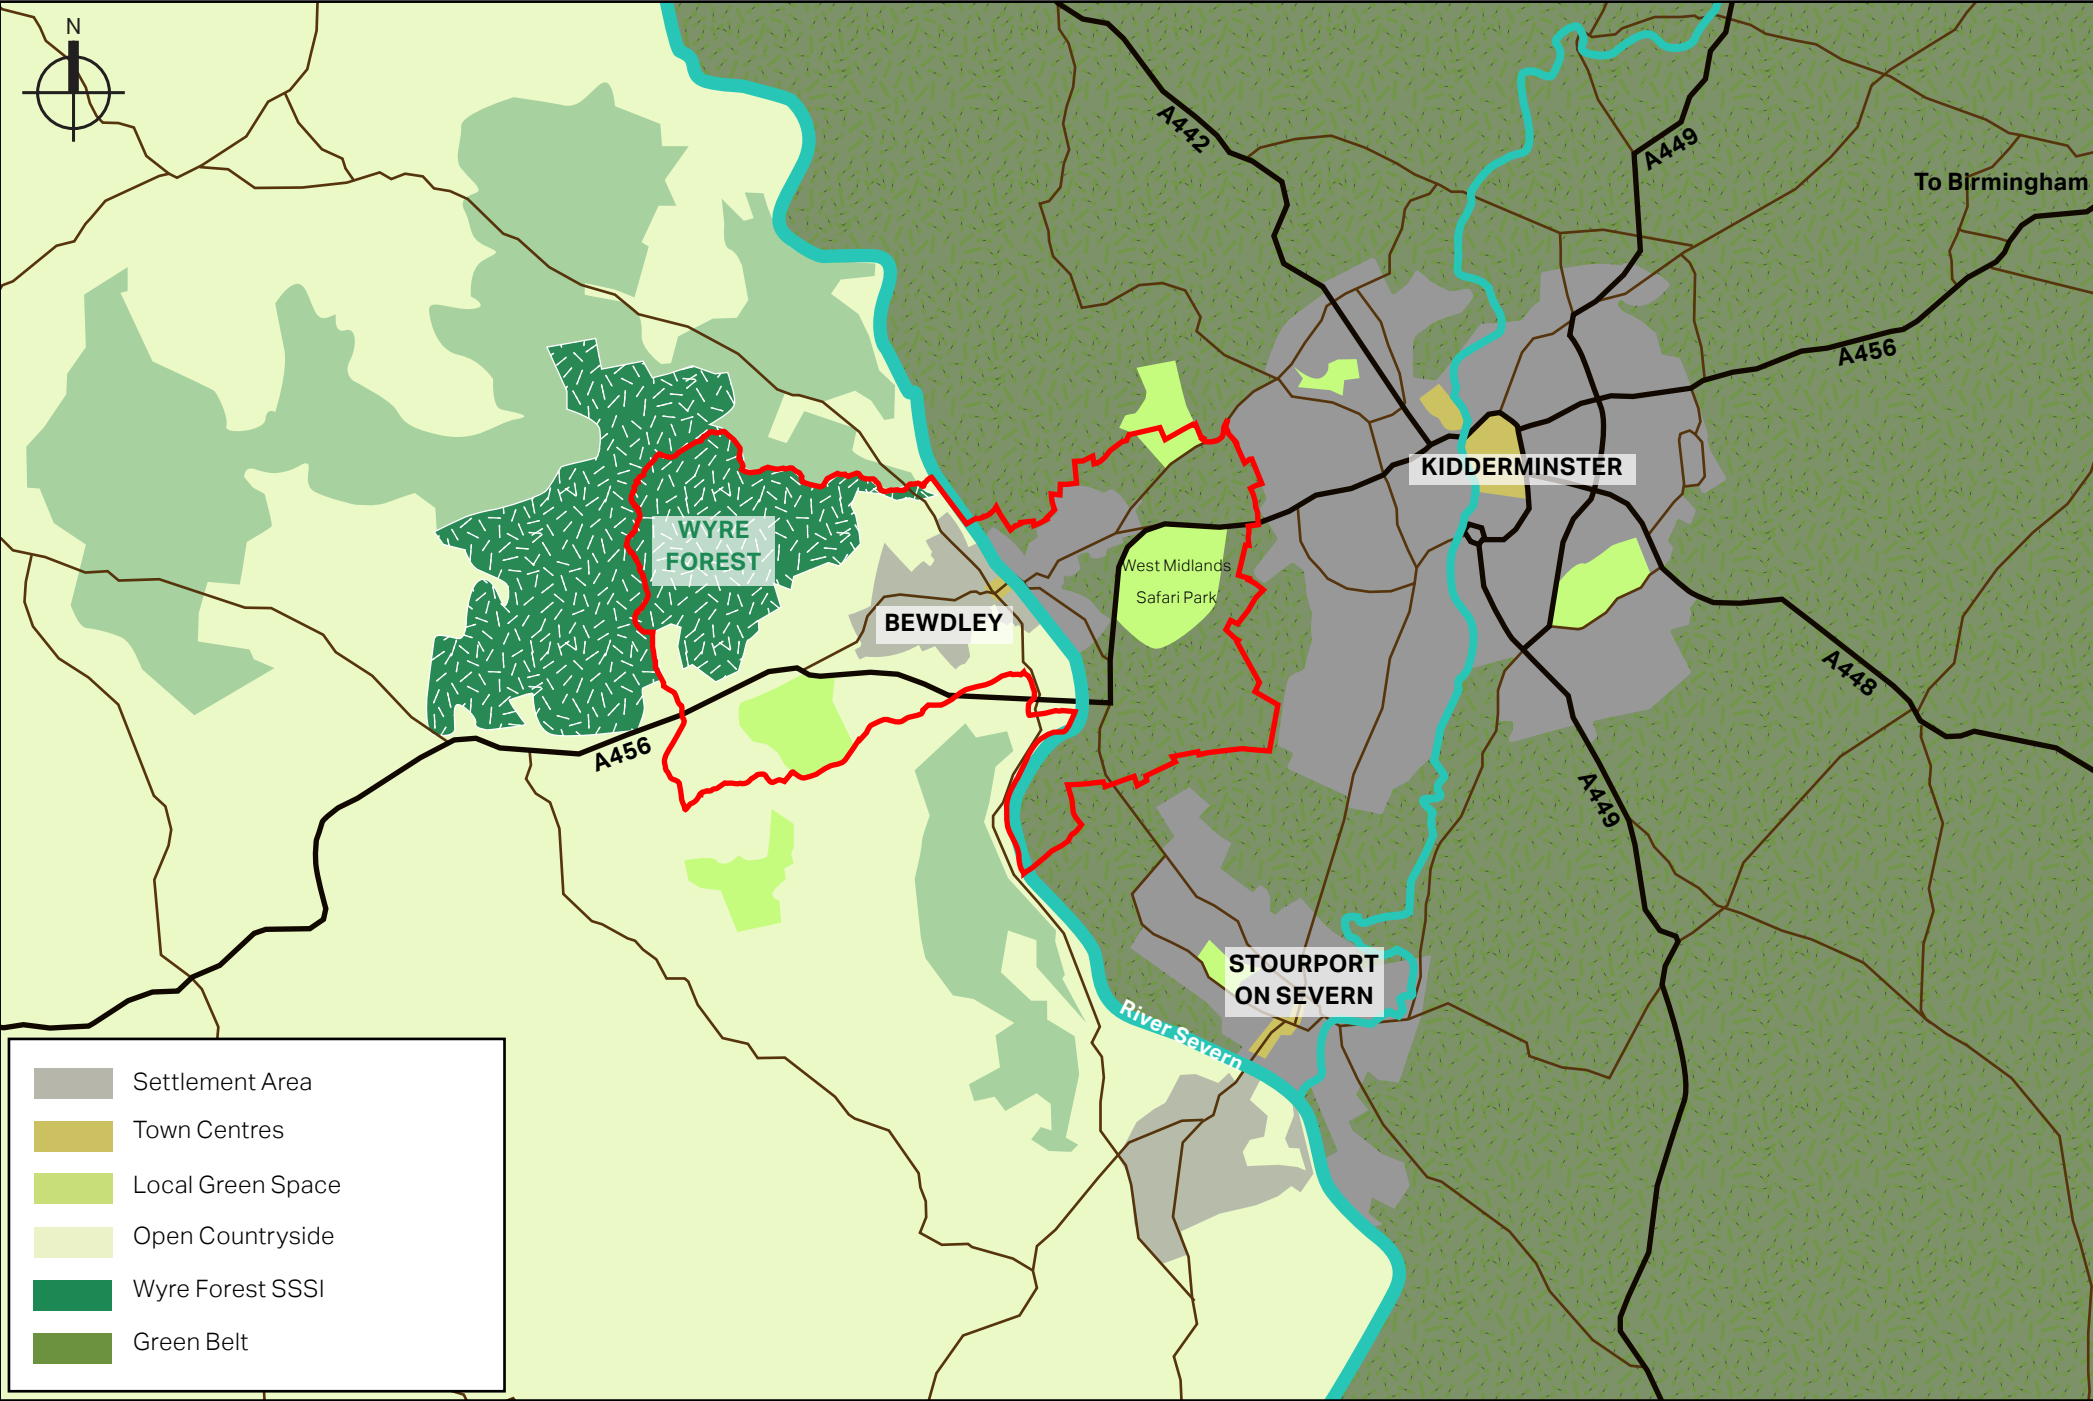 N
A442
A449
To Birmingham
A456
KIDDERMINSTER
WYRE
FOREST
West Midlands
Safari Park
BEWDLEY
A448
A456
A449
STOURPORT
ON SEVERN
River Severn
Settlement Area
Town Centres
Local Green Space
Open Countryside
Wyre Forest SSSI
Green Belt